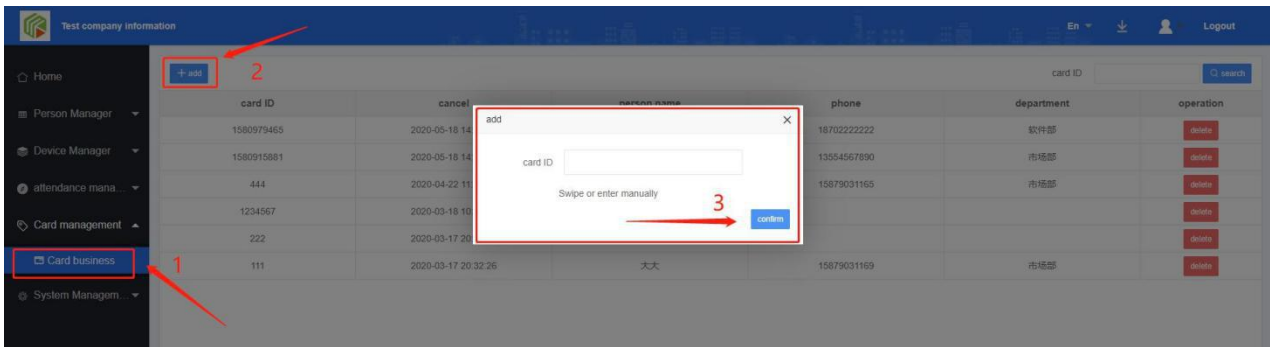 Test company information
En
Logout
Home
Person Manager
Device Manager
attendance mana...
Card management
Card business
System Managem...
1
+ add
2
card ID
search
card ID cancel person name phone department operation
1580979465 2020-05-18 14: 18702222222 软件部 delete
1580915881 2020-05-18 14: 13554567890 市场部 delete
444 2020-04-22 11: 15879031165 市场部 delete
1234567 2020-03-18 10: delete
222 2020-03-17 20: delete
111 2020-03-17 20:32:26 大大 15879031169 市场部 delete
add
card ID
Swipe or enter manually
3
confirm